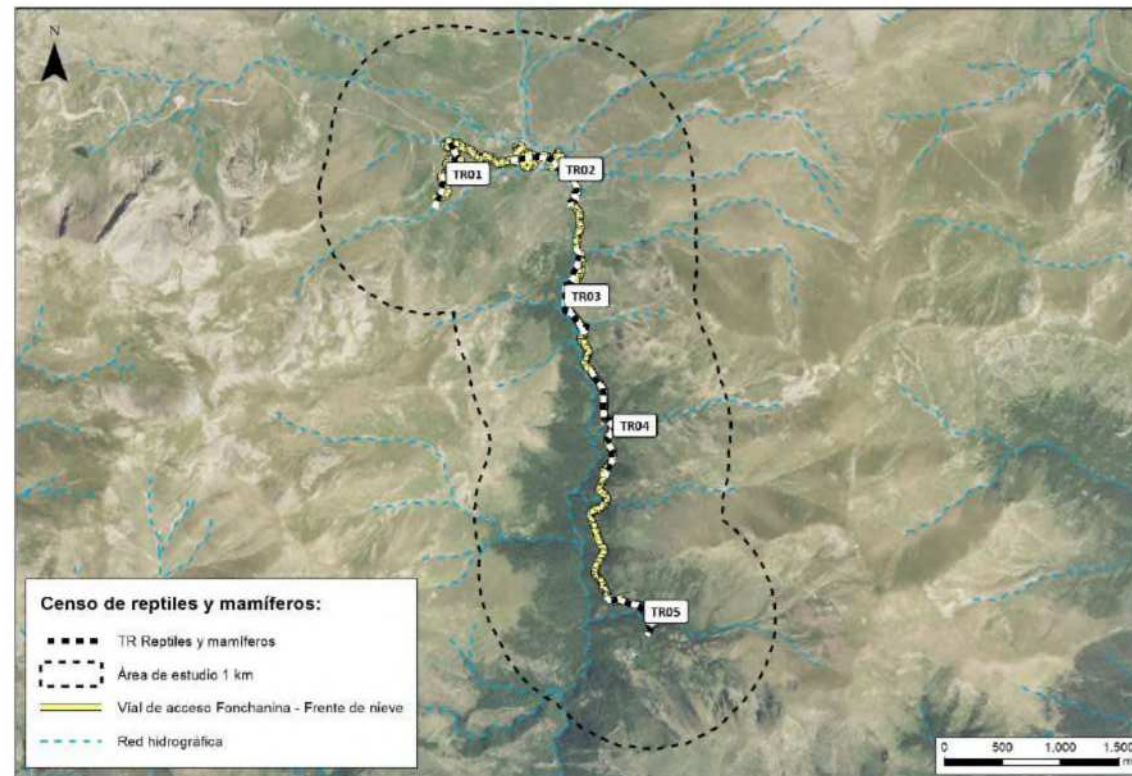 N
TR01
TR02
TR03
TR04
TR05
Censo de reptiles y mamíferos:
TR Reptiles y mamíferos
Área de estudio 1 km
Víal de acceso Fonchanina - Frente de nieve
Red hidrográfica
0 500 1.000 1.500
m